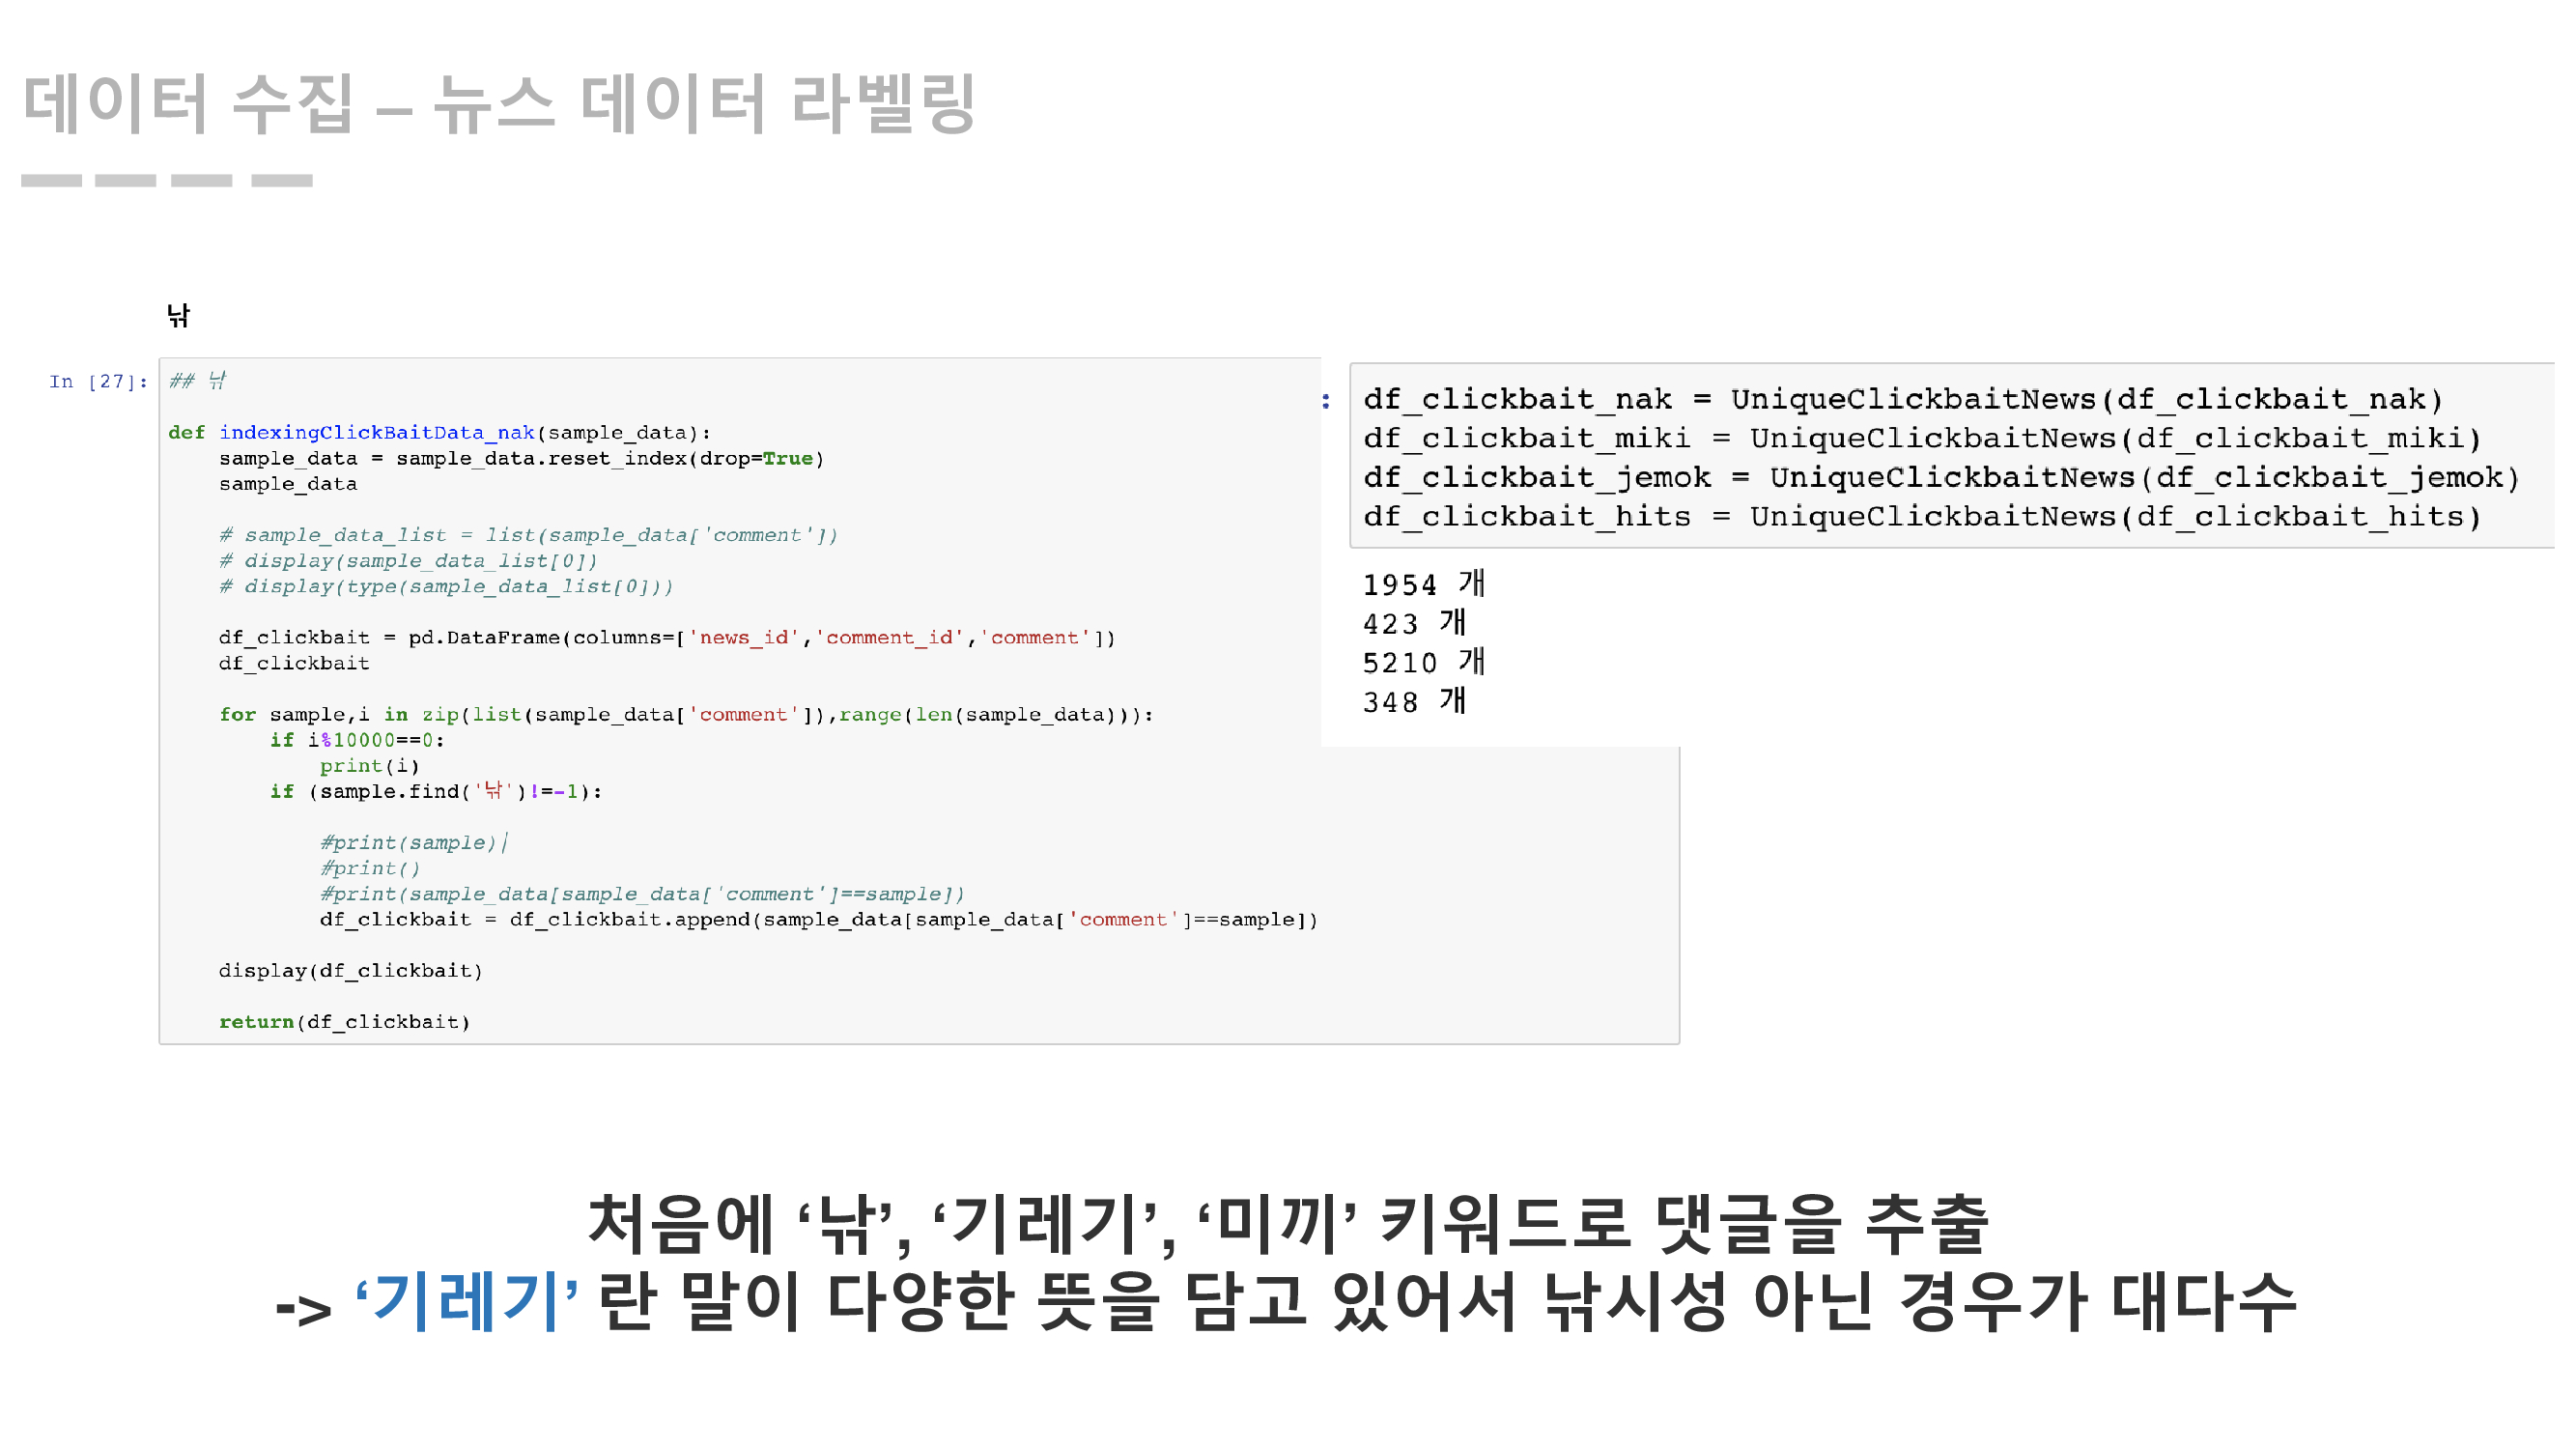 데이터 수집 – 뉴스 데이터 라벨링
낚
In [27]:
## 낚
def indexingClickBaitData_nak(sample_data):
    sample_data = sample_data.reset_index(drop=True)
    sample_data
    # sample_data_list = list(sample_data['comment'])
    # display(sample_data_list[0])
    # display(type(sample_data_list[0]))
    df_clickbait = pd.DataFrame(columns=['news_id','comment_id','comment'])
    df_clickbait
    for sample,i in zip(list(sample_data['comment']),range(len(sample_data))):
        if i%10000==0:
            print(i)
        if (sample.find('낚')!=-1):
            #print(sample)
            #print()
            #print(sample_data[sample_data['comment']==sample])
            df_clickbait = df_clickbait.append(sample_data[sample_data['comment']==sample])
    display(df_clickbait)
    return(df_clickbait)
:
df_clickbait_nak = UniqueClickbaitNews(df_clickbait_nak)
df_clickbait_miki = UniqueClickbaitNews(df_clickbait_miki)
df_clickbait_jemok = UniqueClickbaitNews(df_clickbait_jemok)
df_clickbait_hits = UniqueClickbaitNews(df_clickbait_hits)
1954 개
423 개
5210 개
348 개
처음에 ‘낚’, ‘기레기’, ‘미끼’ 키워드로 댓글을 추출
-> ‘기레기’ 란 말이 다양한 뜻을 담고 있어서 낚시성 아닌 경우가 대다수